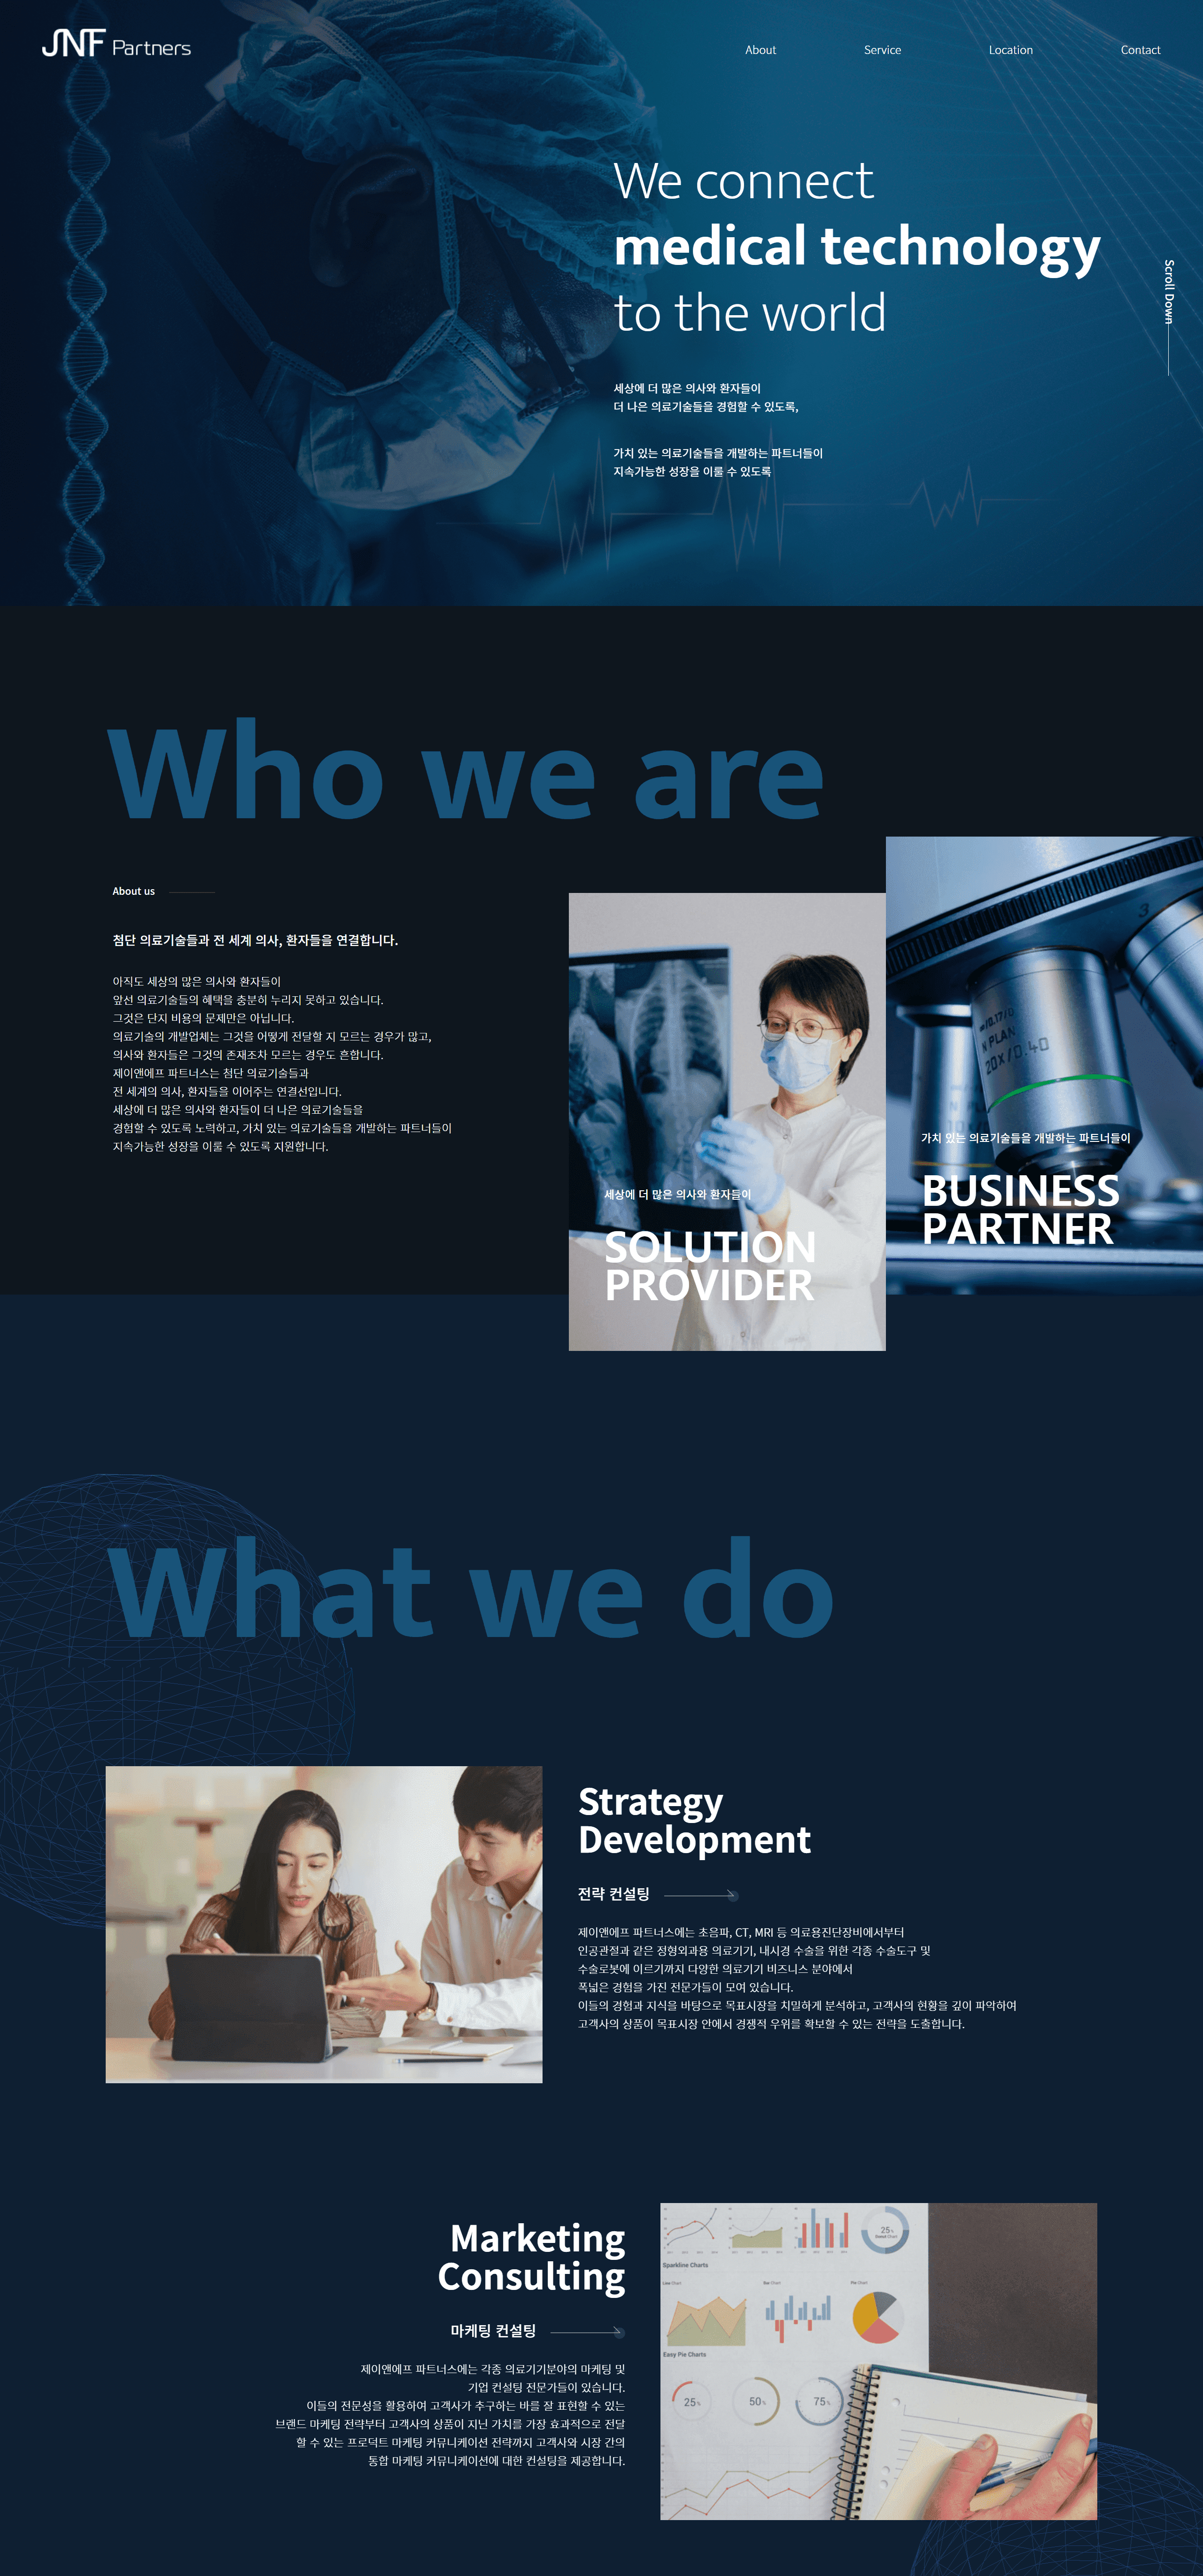 JNF Partners
About
Service
Location
Contact
We connect
medical technology
to the world
Scroll Down
세상에 더 많은 의사와 환자들이
더 나은 의료기술들을 경험할 수 있도록,
가치 있는 의료기술들을 개발하는 파트너들이
지속가능한 성장을 이룰 수 있도록
Who we are
About us
첨단 의료기술들과 전 세계 의사, 환자들을 연결합니다.
아직도 세상의 많은 의사와 환자들이
앞선 의료기술들의 혜택을 충분히 누리지 못하고 있습니다.
그것은 단지 비용의 문제만은 아닙니다.
의료기술의 개발업체는 그것을 어떻게 전달할 지 모르는 경우가 많고,
의사와 환자들은 그것의 존재조차 모르는 경우도 흔합니다.
제이앤에프 파트너스는 첨단 의료기술들과
전 세계의 의사, 환자들을 이어주는 연결선입니다.
세상에 더 많은 의사와 환자들이 더 나은 의료기술들을
경험할 수 있도록 노력하고, 가치 있는 의료기술들을 개발하는 파트너들이
지속가능한 성장을 이룰 수 있도록 지원합니다.
세상에 더 많은 의사와 환자들이
SOLUTION
PROVIDER
3
N PLAN
20X/0.40
가치 있는 의료기술들을 개발하는 파트너들이
BUSINESS
PARTNER
What we do
Strategy
Development
전략 컨설팅
제이앤에프 파트너스에는 초음파, CT, MRI 등 의료용진단장비에서부터
인공관절과 같은 정형외과용 의료기기, 내시경 수술을 위한 각종 수술도구 및
수술로봇에 이르기까지 다양한 의료기기 비즈니스 분야에서
폭넓은 경험을 가진 전문가들이 모여 있습니다.
이들의 경험과 지식을 바탕으로 목표시장을 치밀하게 분석하고, 고객사의 현황을 깊이 파악하여
고객사의 상품이 목표시장 안에서 경쟁적 우위를 확보할 수 있는 전략을 도출합니다.
Marketing
Consulting
마케팅 컨설팅
제이앤에프 파트너스에는 각종 의료기기분야의 마케팅 및
기업 컨설팅 전문가들이 있습니다.
이들의 전문성을 활용하여 고객사가 추구하는 바를 잘 표현할 수 있는
브랜드 마케팅 전략부터 고객사의 상품이 지닌 가치를 가장 효과적으로 전달
할 수 있는 프로덕트 마케팅 커뮤니케이션 전략까지 고객사와 시장 간의
통합 마케팅 커뮤니케이션에 대한 컨설팅을 제공합니다.
25%
Sparkline Charts
Line Chart
Bar Chart
Pie Chart
Easy Pie Charts
25%
50%
75%